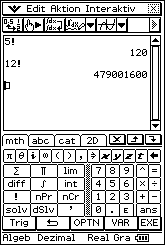 Edit Aktion Interaktiv
5!
120
12!
479001600
mth abc cat 2D
π θ i ∞ ( ) , ⇒ x y z t
Σ Π lim 7 8 9 ^ =
diff ∫ int 4 5 6 × ÷
! nPr nCr 1 2 3 + −
solv dSlv 0 . E ans
Trig OPTN VAR EXE
Algeb Dezimal Real Gra